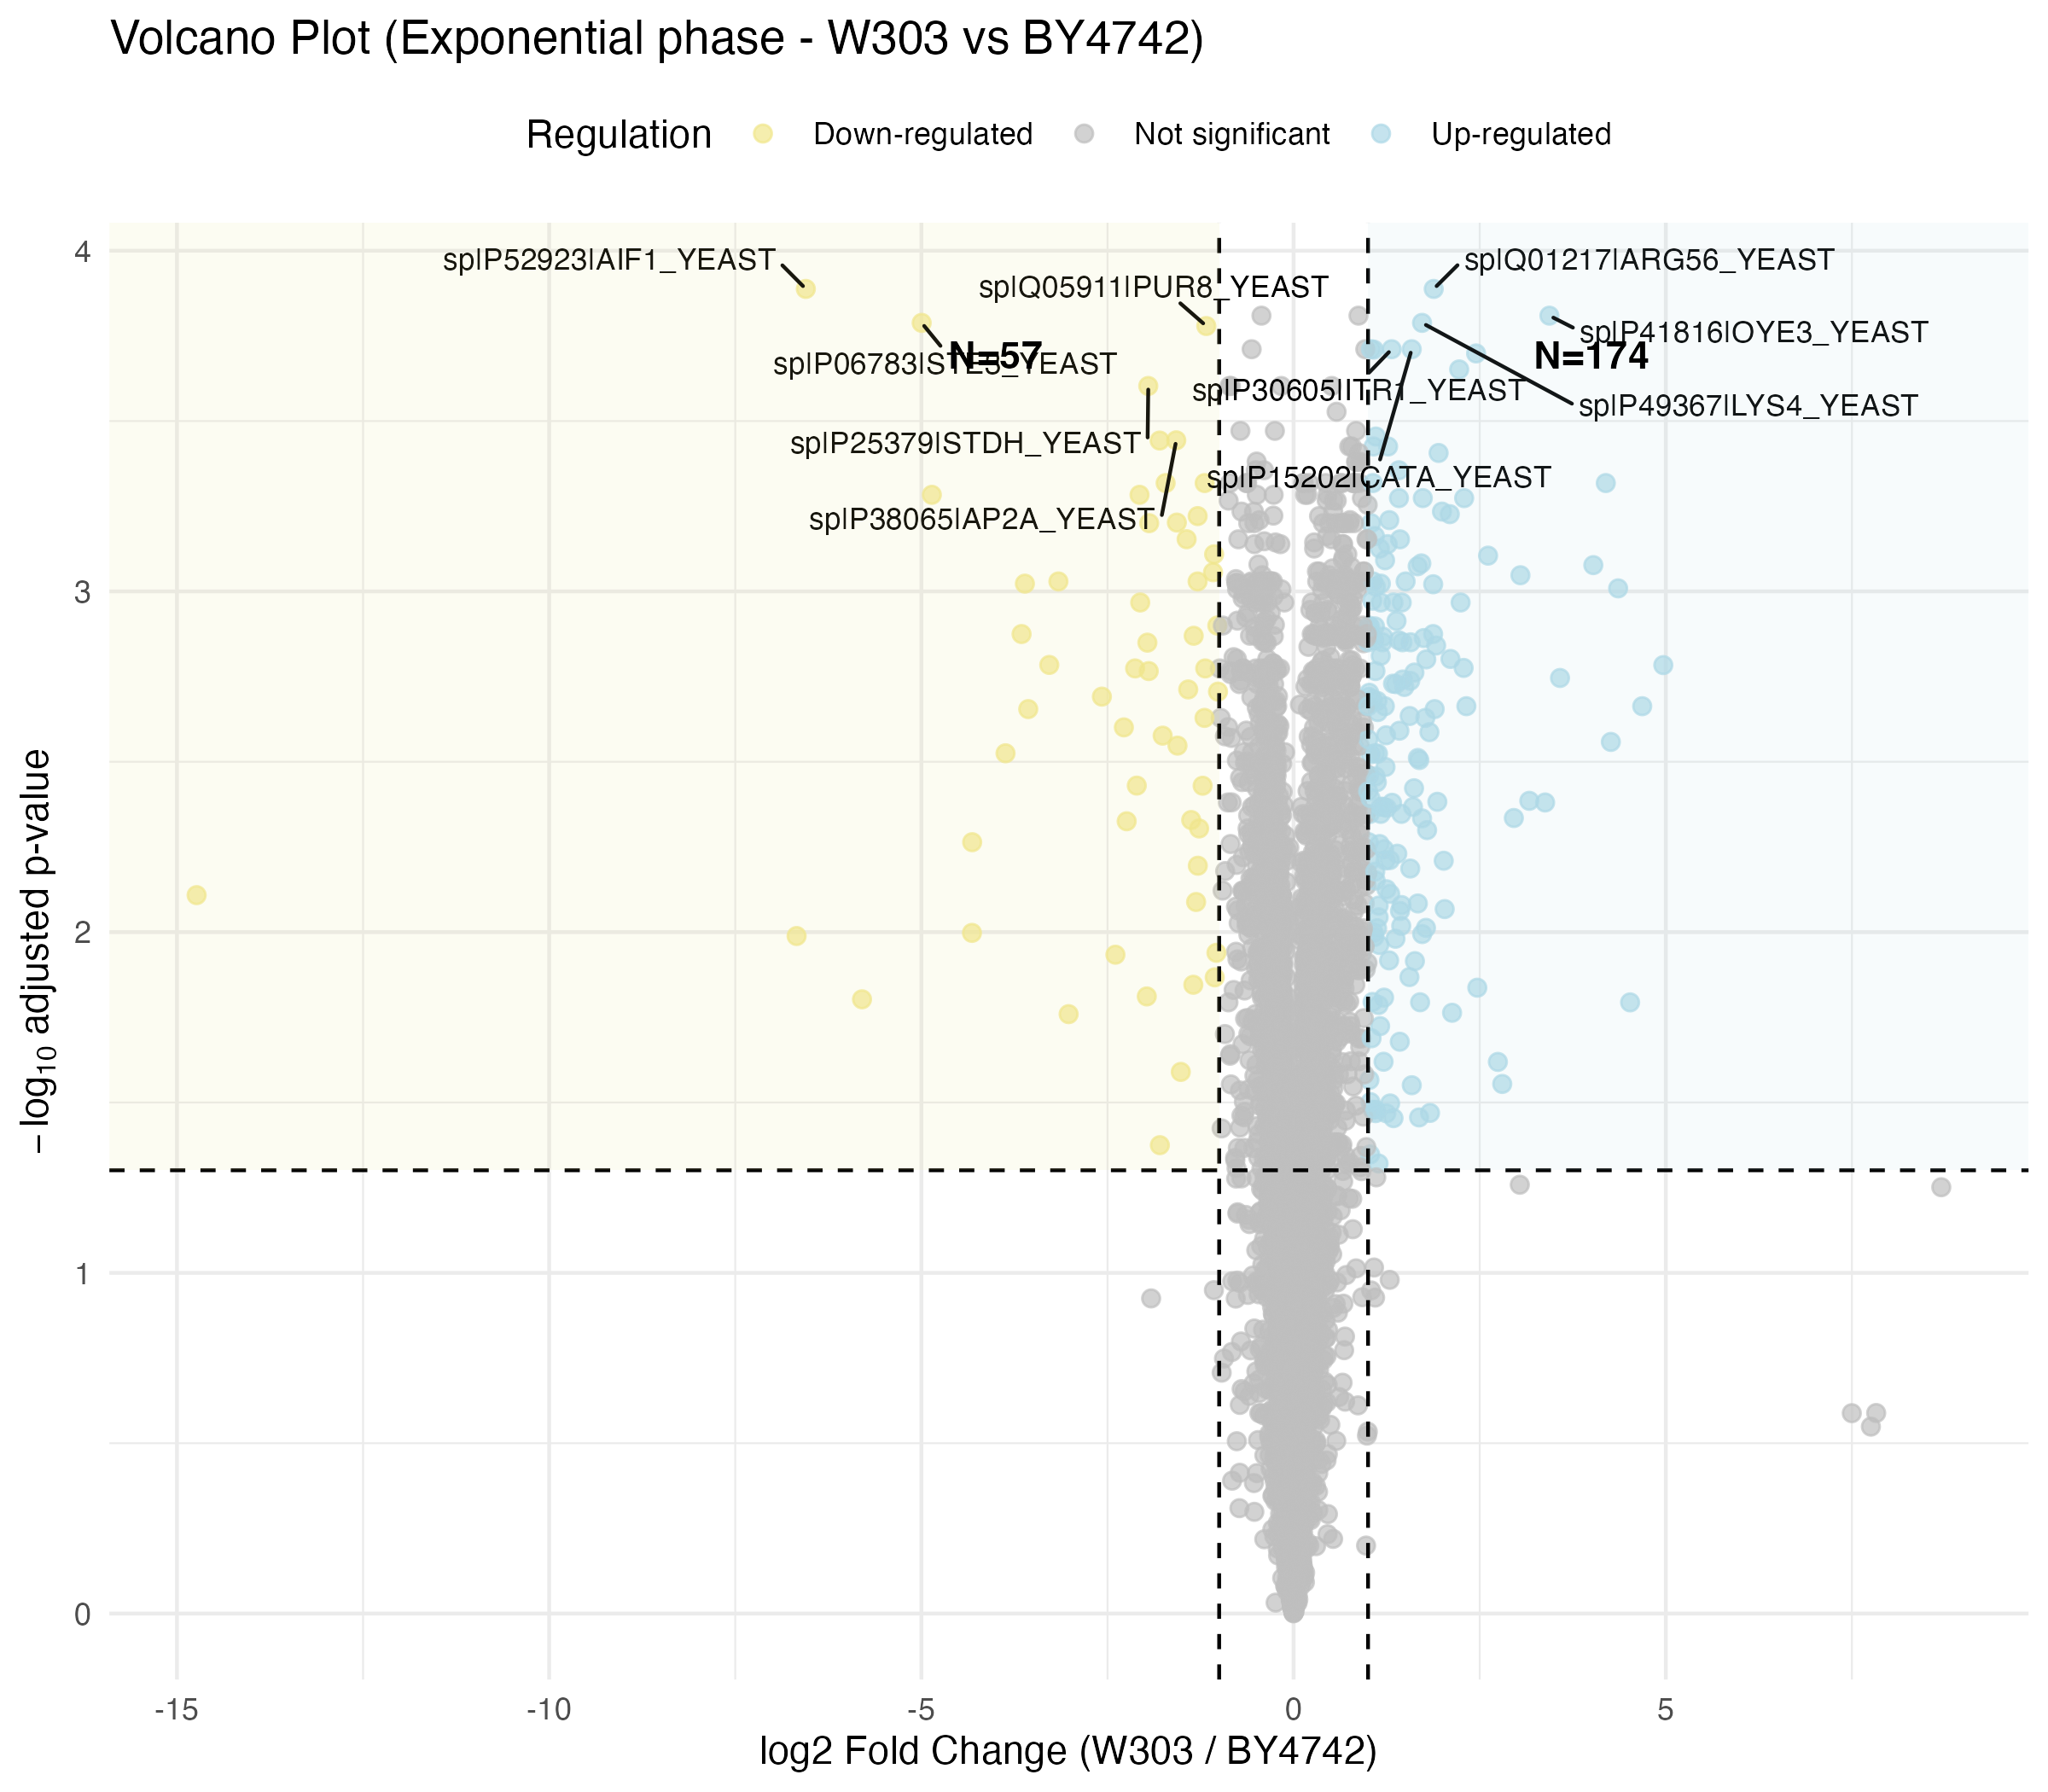 Volcano Plot (Exponential phase - W303 vs BY4742)
Regulation Down-regulated Not significant Up-regulated
sp|P52923|AIF1_YEAST
sp|Q05911|PUR8_YEAST
sp|Q01217|ARG56_YEAST
sp|P41816|OYE3_YEAST
sp|P06783|STE3_YEAST
N=57
N=174
sp|P30605|ITR1_YEAST
sp|P49367|LYS4_YEAST
sp|P25379|STDH_YEAST
sp|P15202|CATA_YEAST
sp|P38065|AP2A_YEAST
4
3
2
1
0
−log10 adjusted p-value
-15 -10 -5 0 5
log2 Fold Change (W303 / BY4742)